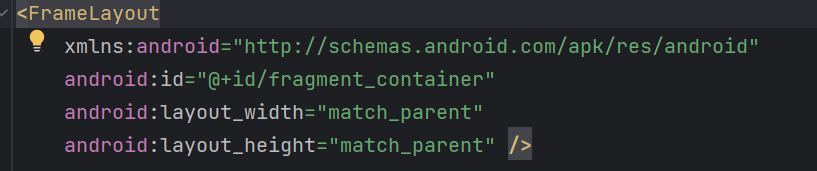 <FrameLayout
xmlns:android="http://schemas.android.com/apk/res/android"
android:id="@+id/fragment_container"
android:layout_width="match_parent"
android:layout_height="match_parent" />